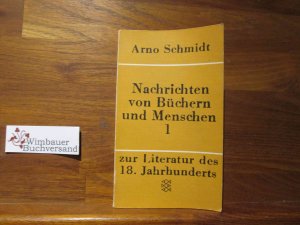 Arno Schmidt
Nachrichten
von Büchern
und Menschen
1
zur Literatur des
18. Jahrhunderts
Wimbauer
Buchversand